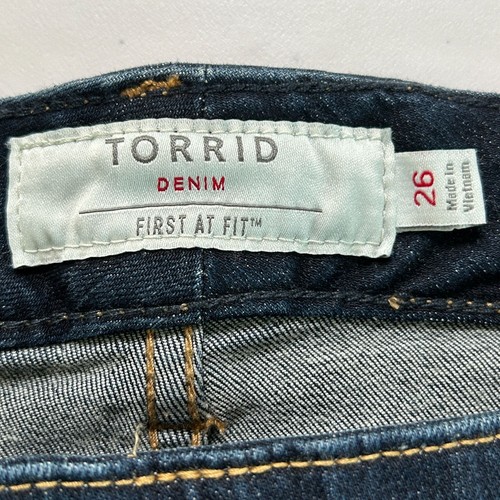 TORRID
DENIM
FIRST AT FIT™
26
Made in
Vietnam